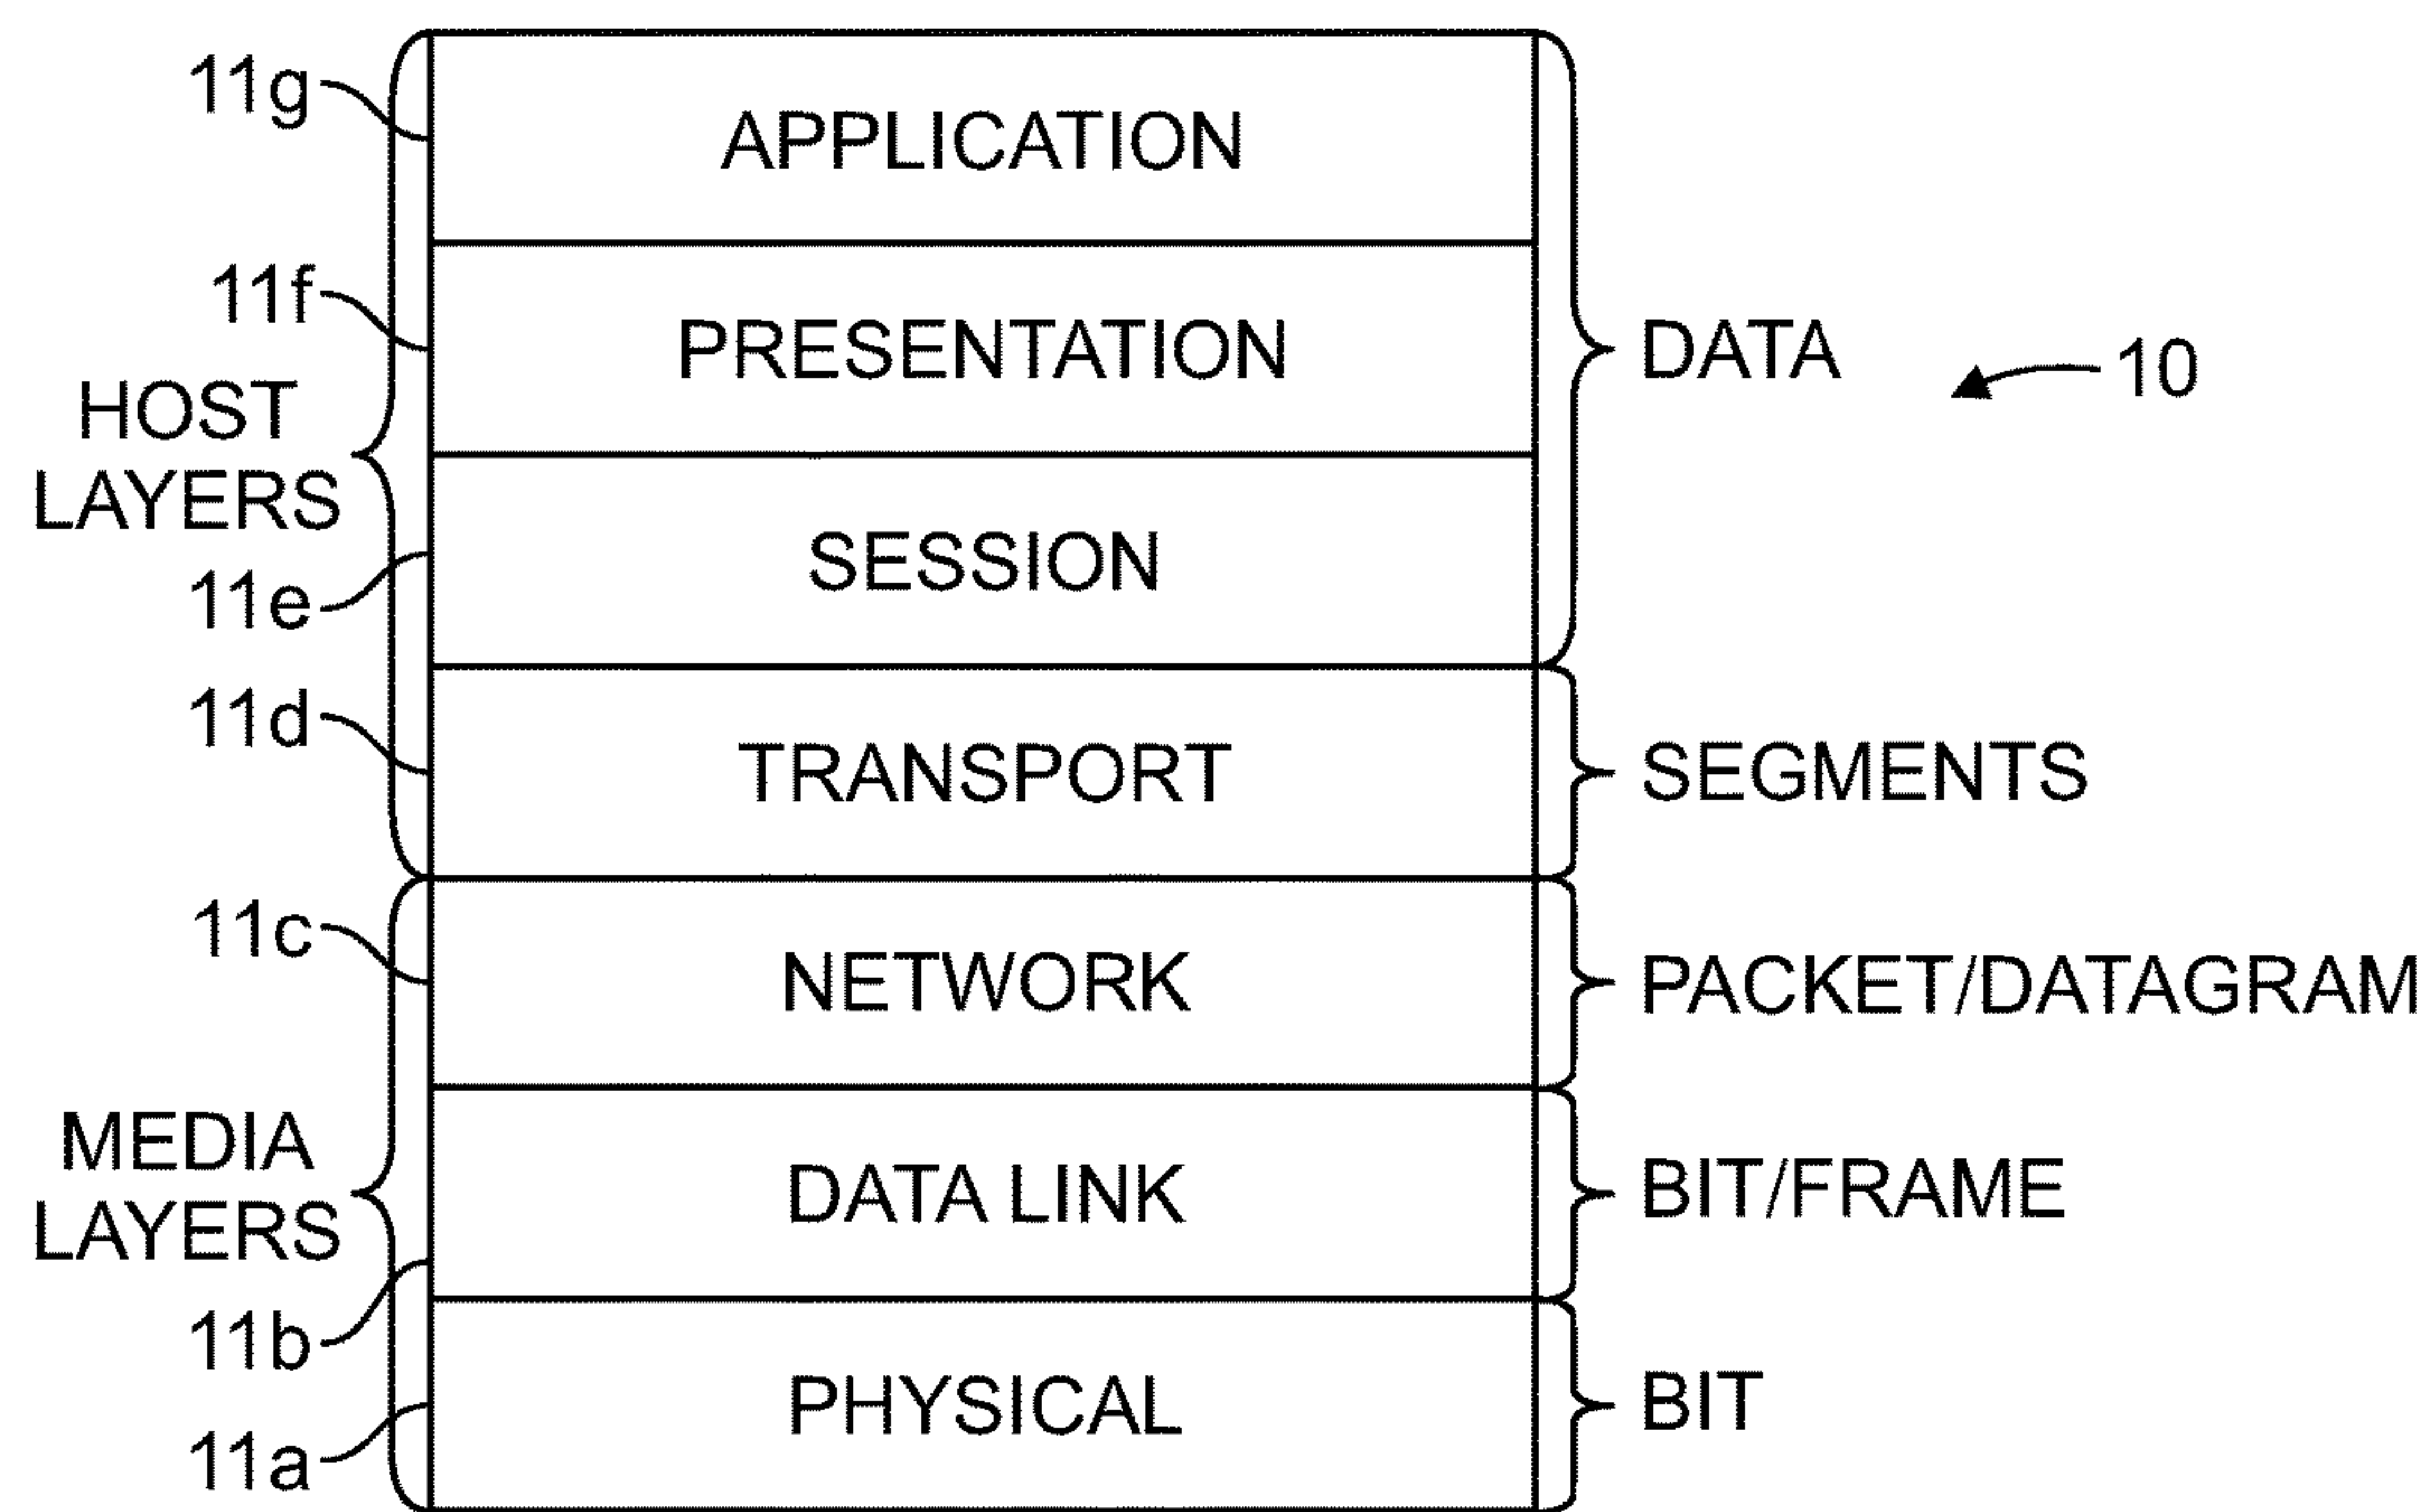 11g
APPLICATION
11f
PRESENTATION
DATA
10
HOST
LAYERS
SESSION
11e
11d
TRANSPORT
SEGMENTS
11c
NETWORK
PACKET/DATAGRAM
MEDIA
LAYERS
DATA LINK
BIT/FRAME
11b
PHYSICAL
BIT
11a